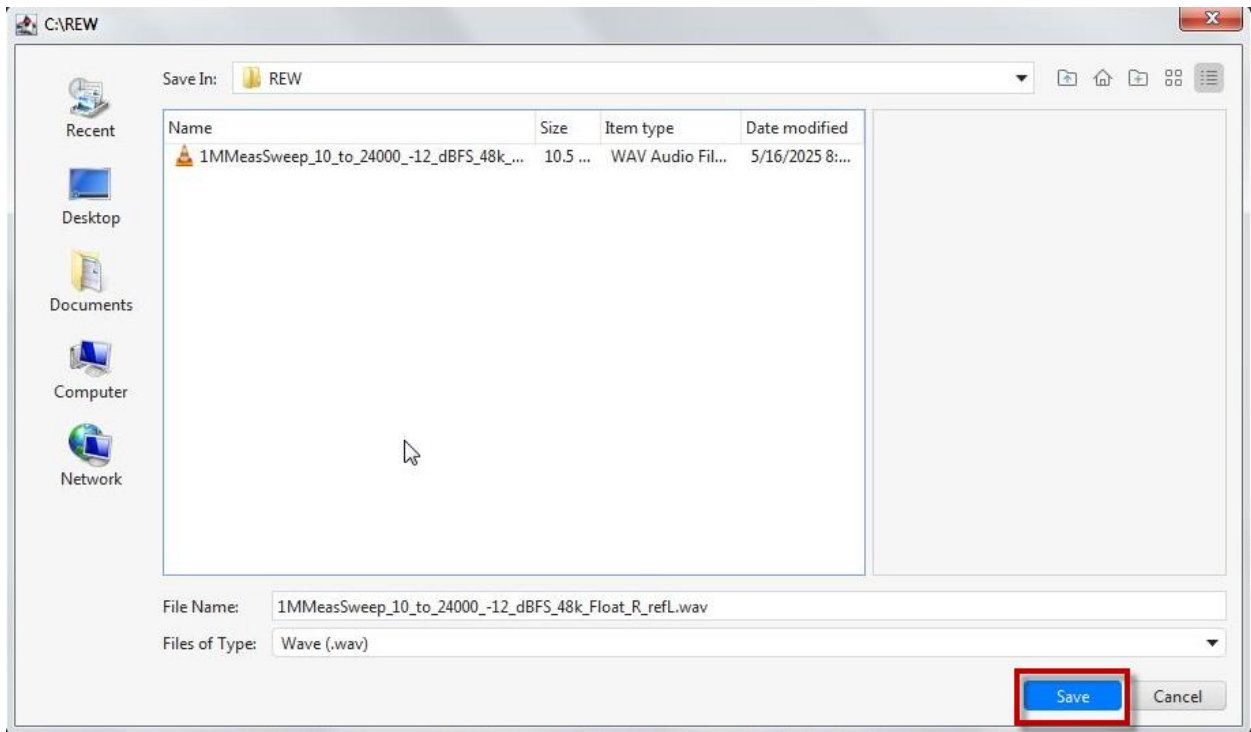 C:\REW
Save In: REW
Recent
Desktop
Documents
Computer
Network
Name Size Item type Date modified
1MMeasSweep_10_to_24000_-12_dBFS_48k_... 10.5 ... WAV Audio Fil... 5/16/2025 8:...
File Name: 1MMeasSweep_10_to_24000_-12_dBFS_48k_Float_R_refL.wav
Files of Type: Wave (.wav)
Save Cancel